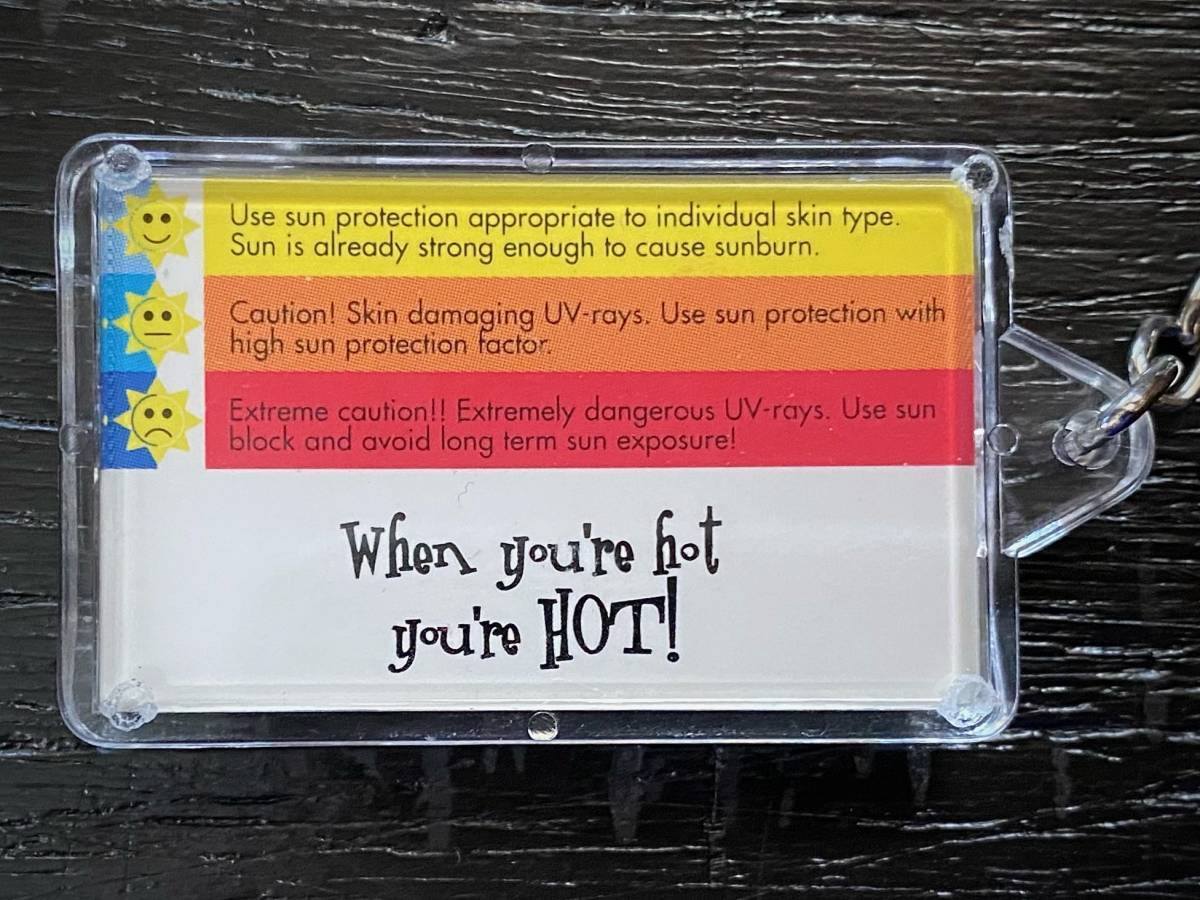 Use sun protection appropriate to individual skin type.
Sun is already strong enough to cause sunburn.
Caution! Skin damaging UV-rays. Use sun protection with
high sun protection factor.
Extreme caution!! Extremely dangerous UV-rays. Use sun
block and avoid long term sun exposure!
When you're hot
you're HOT!